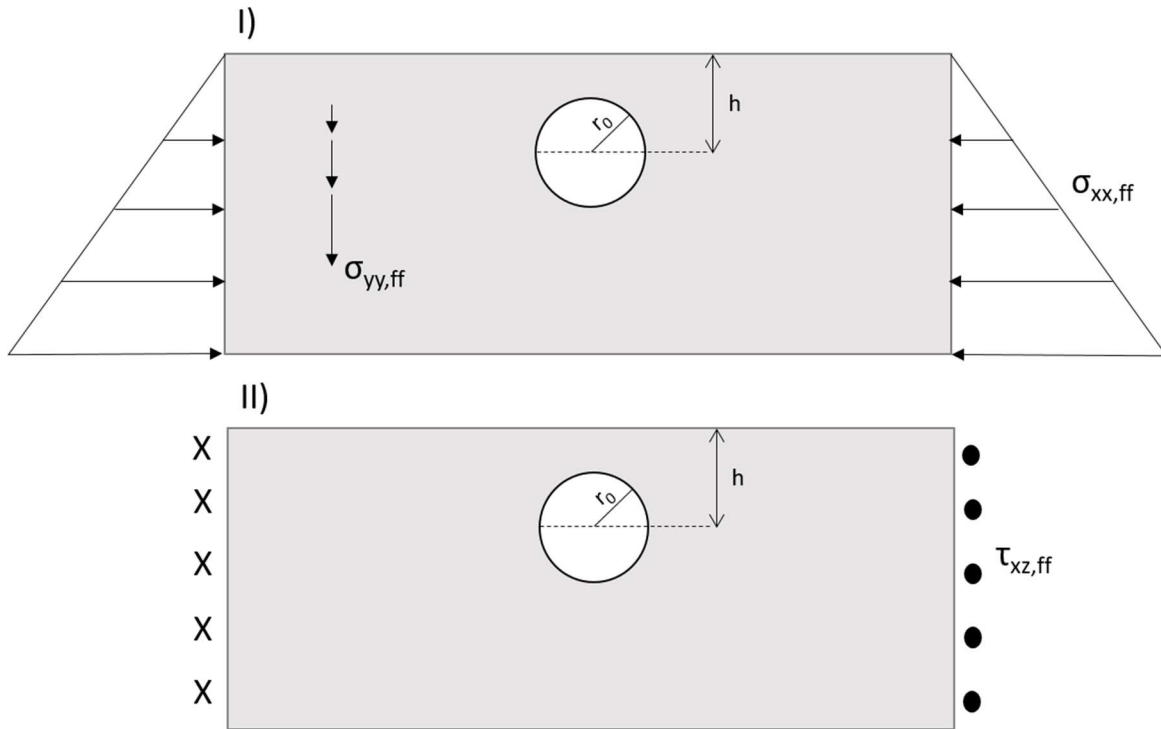 I)
h
r₀
σxx,ff
σyy,ff
II)
X
X
X
X
X
h
r₀
τxz,ff